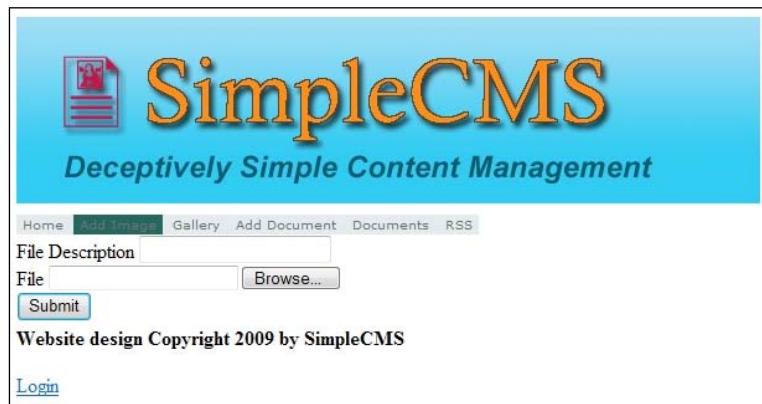 SimpleCMS
Deceptively Simple Content Management
Home Add Image Gallery Add Document Documents RSS
File Description
File Browse...
Submit
Website design Copyright 2009 by SimpleCMS
Login